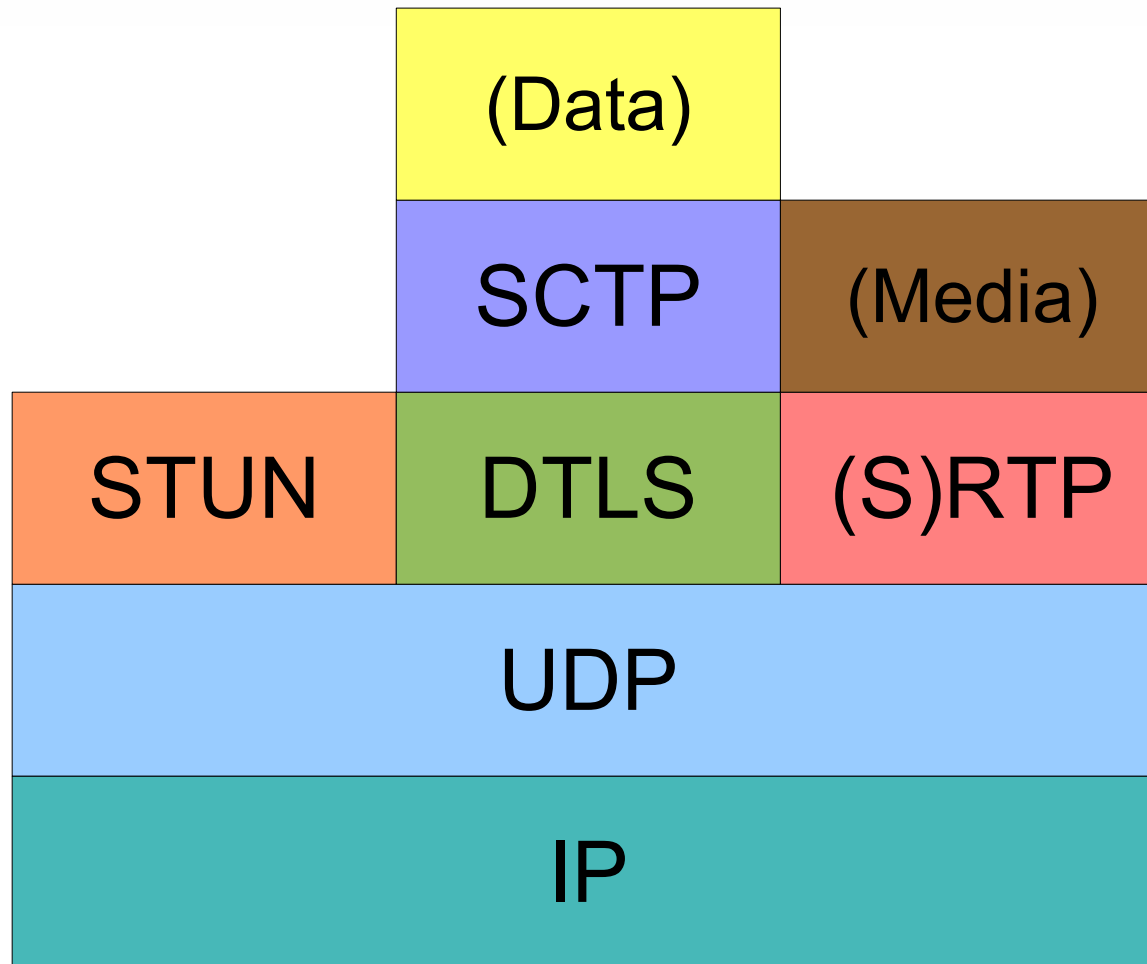 (Data)
SCTP
(Media)
STUN
DTLS
(S)RTP
UDP
IP